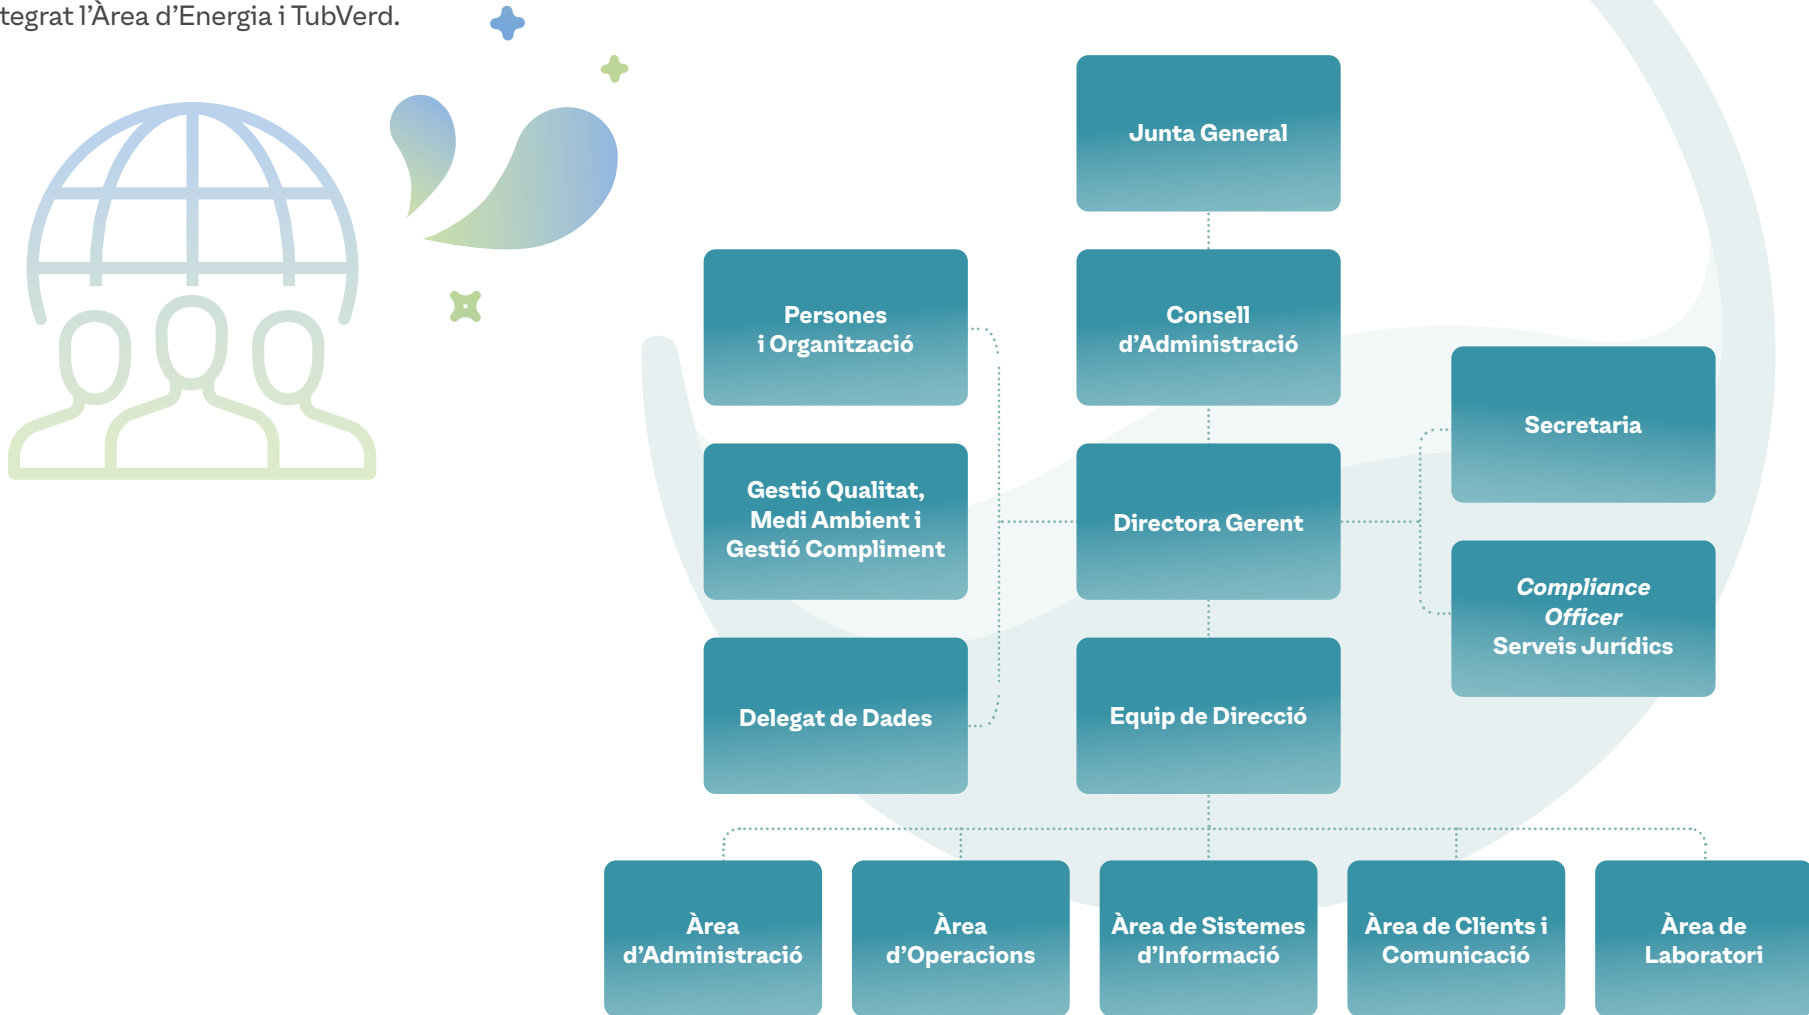 tegrat l'Àrea d'Energia i TubVerd.
Junta General
Persones
i Organització
Consell
d'Administració
Secretaria
Gestió Qualitat,
Medi Ambient i
Gestió Compliment
Directora Gerent
Compliance
Officer
Serveis Jurídics
Delegat de Dades
Equip de Direcció
Àrea
d'Administració
Àrea
d'Operacions
Àrea de Sistemes
d'Informació
Àrea de Clients i
Comunicació
Àrea de
Laboratori